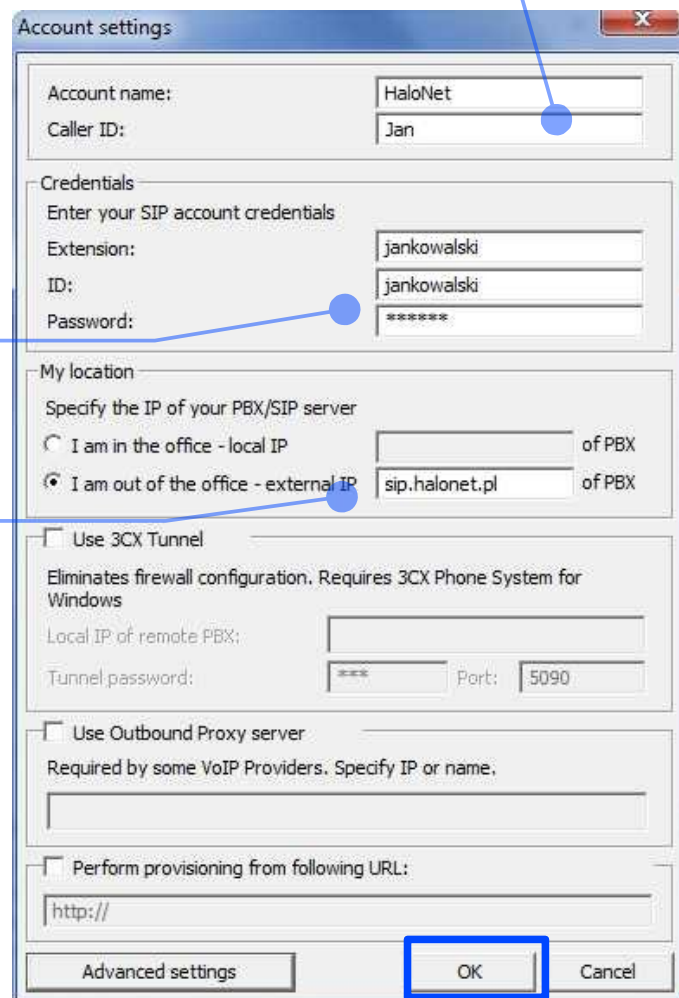 Account settings
Account name: HaloNet
Caller ID: Jan
Credentials
Enter your SIP account credentials
Extension: jankowalski
ID: jankowalski
Password: ******
My location
Specify the IP of your PBX/SIP server
I am in the office - local IP of PBX
I am out of the office - external IP sip.halonet.pl of PBX
Use 3CX Tunnel
Eliminates firewall configuration. Requires 3CX Phone System for
Windows
Local IP of remote PBX:
Tunnel password: *** Port: 5090
Use Outbound Proxy server
Required by some VoIP Providers. Specify IP or name.
Perform provisioning from following URL:
http://
Advanced settings OK Cancel